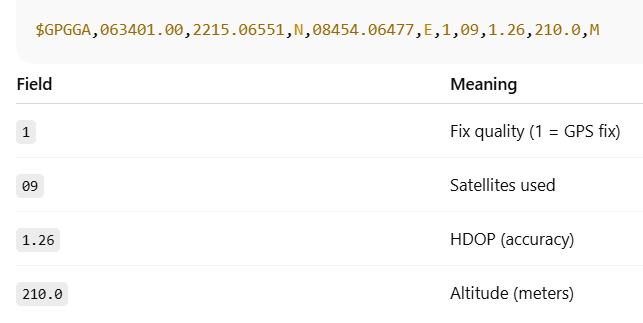 $GPGGA,063401.00,2215.06551,N,08454.06477,E,1,09,1.26,210.0,M
Field Meaning
1 Fix quality (1 = GPS fix)
09 Satellites used
1.26 HDOP (accuracy)
210.0 Altitude (meters)